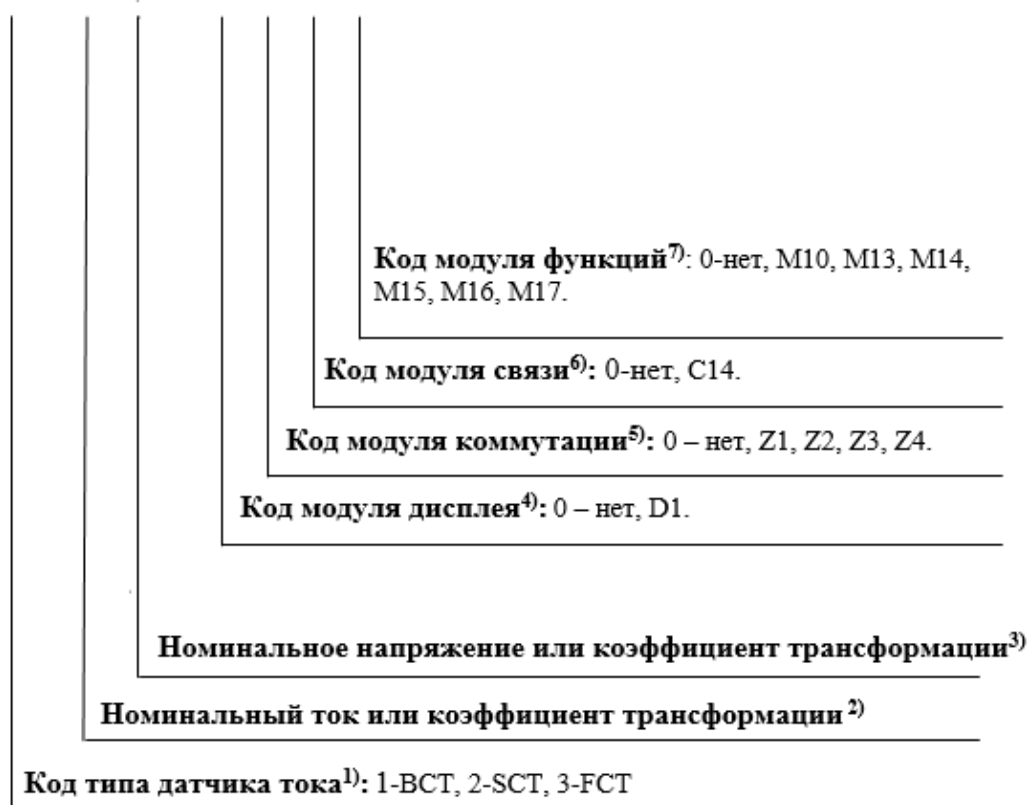 Код модуля функций7): 0-нет, M10, M13, M14,
M15, M16, M17.
Код модуля связи6): 0-нет, C14.
Код модуля коммутации5): 0 – нет, Z1, Z2, Z3, Z4.
Код модуля дисплея4): 0 – нет, D1.
Номинальное напряжение или коэффициент трансформации3)
Номинальный ток или коэффициент трансформации2)
Код типа датчика тока1): 1-BCT, 2-SCT, 3-FCT